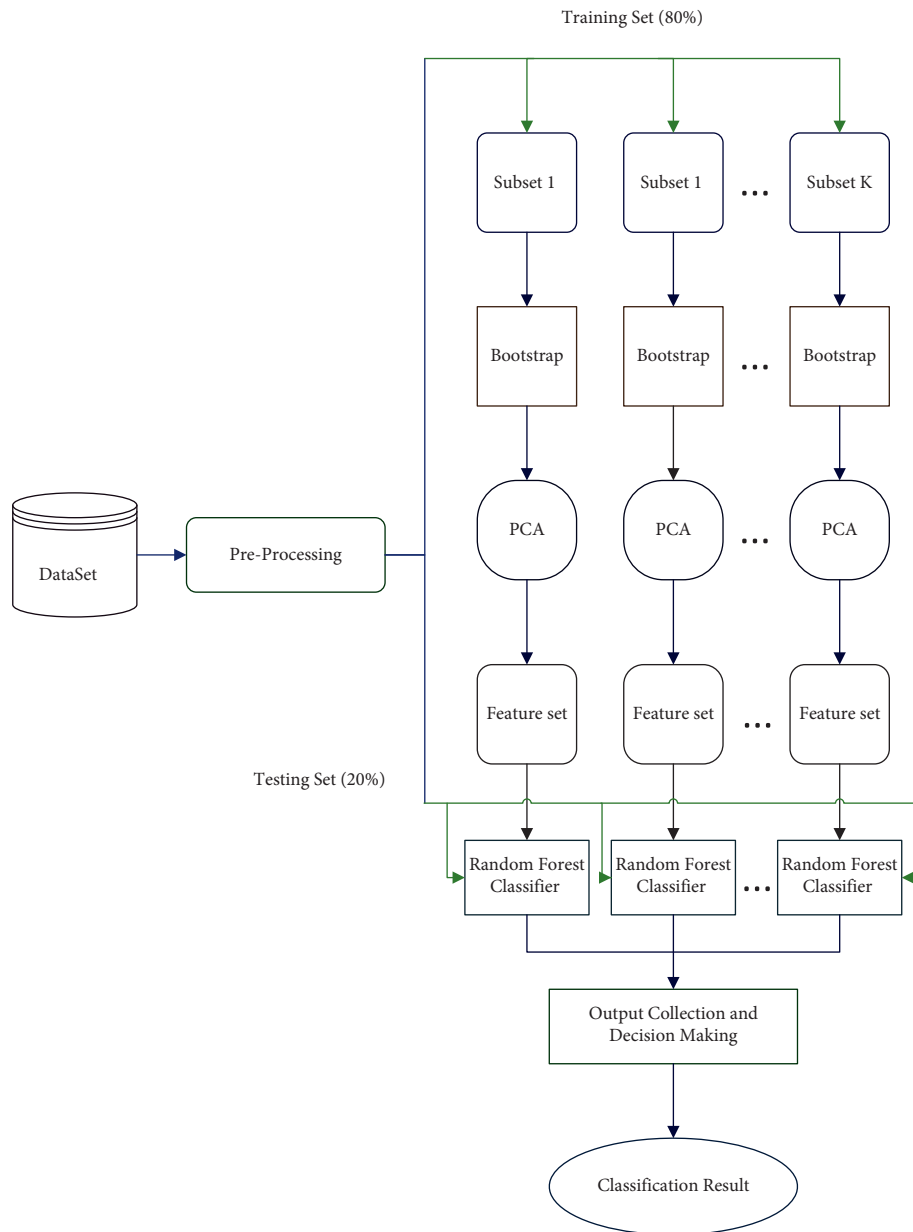 Training Set (80%)
Subset 1
Subset 1
...
Subset K
Bootstrap
Bootstrap
...
Bootstrap
DataSet
Pre-Processing
PCA
PCA
...
PCA
Feature set
Feature set
...
Feature set
Testing Set (20%)
Random Forest
Classifier
Random Forest
Classifier
...
Random Forest
Classifier
Output Collection and
Decision Making
Classification Result